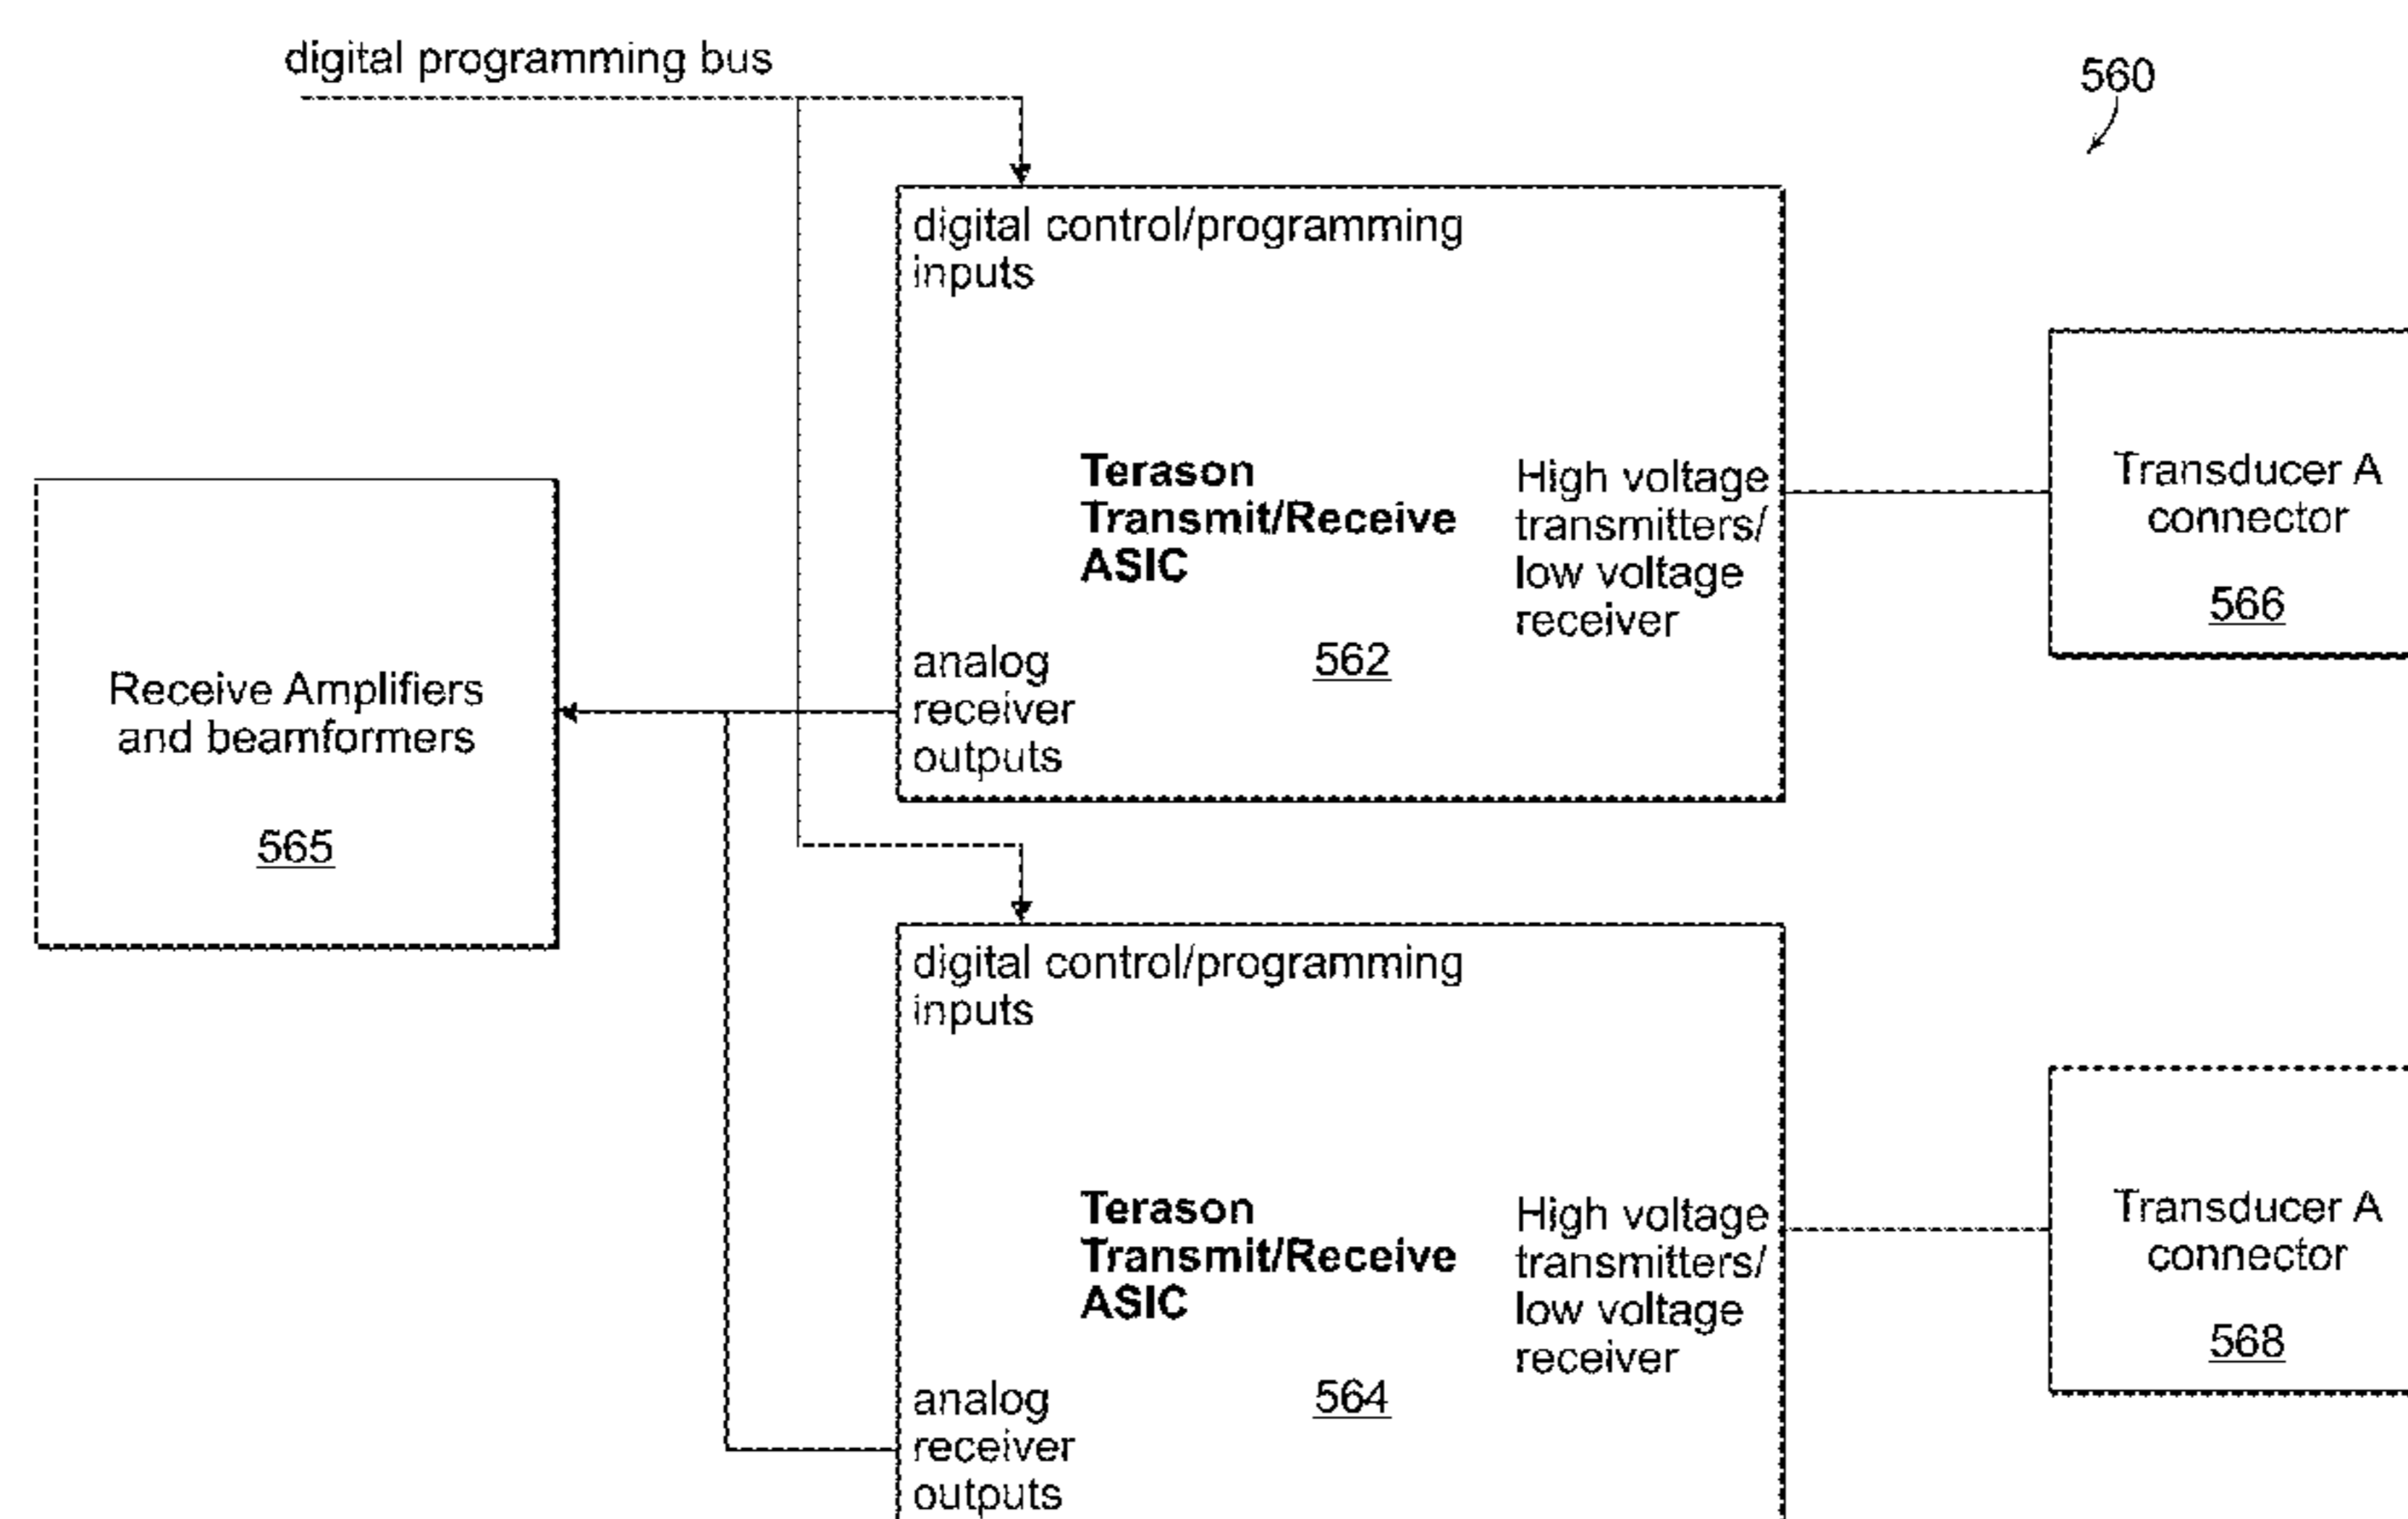 digital programming bus
560
digital control/programming
inputs
Terason
Transmit/Receive
ASIC
High voltage
transmitters/
low voltage
receiver
562
analog
receiver
outputs
Transducer A
connector
566
Receive Amplifiers
and beamformers
565
digital control/programming
inputs
Terason
Transmit/Receive
ASIC
High voltage
transmitters/
low voltage
receiver
564
analog
receiver
outputs
Transducer A
connector
568